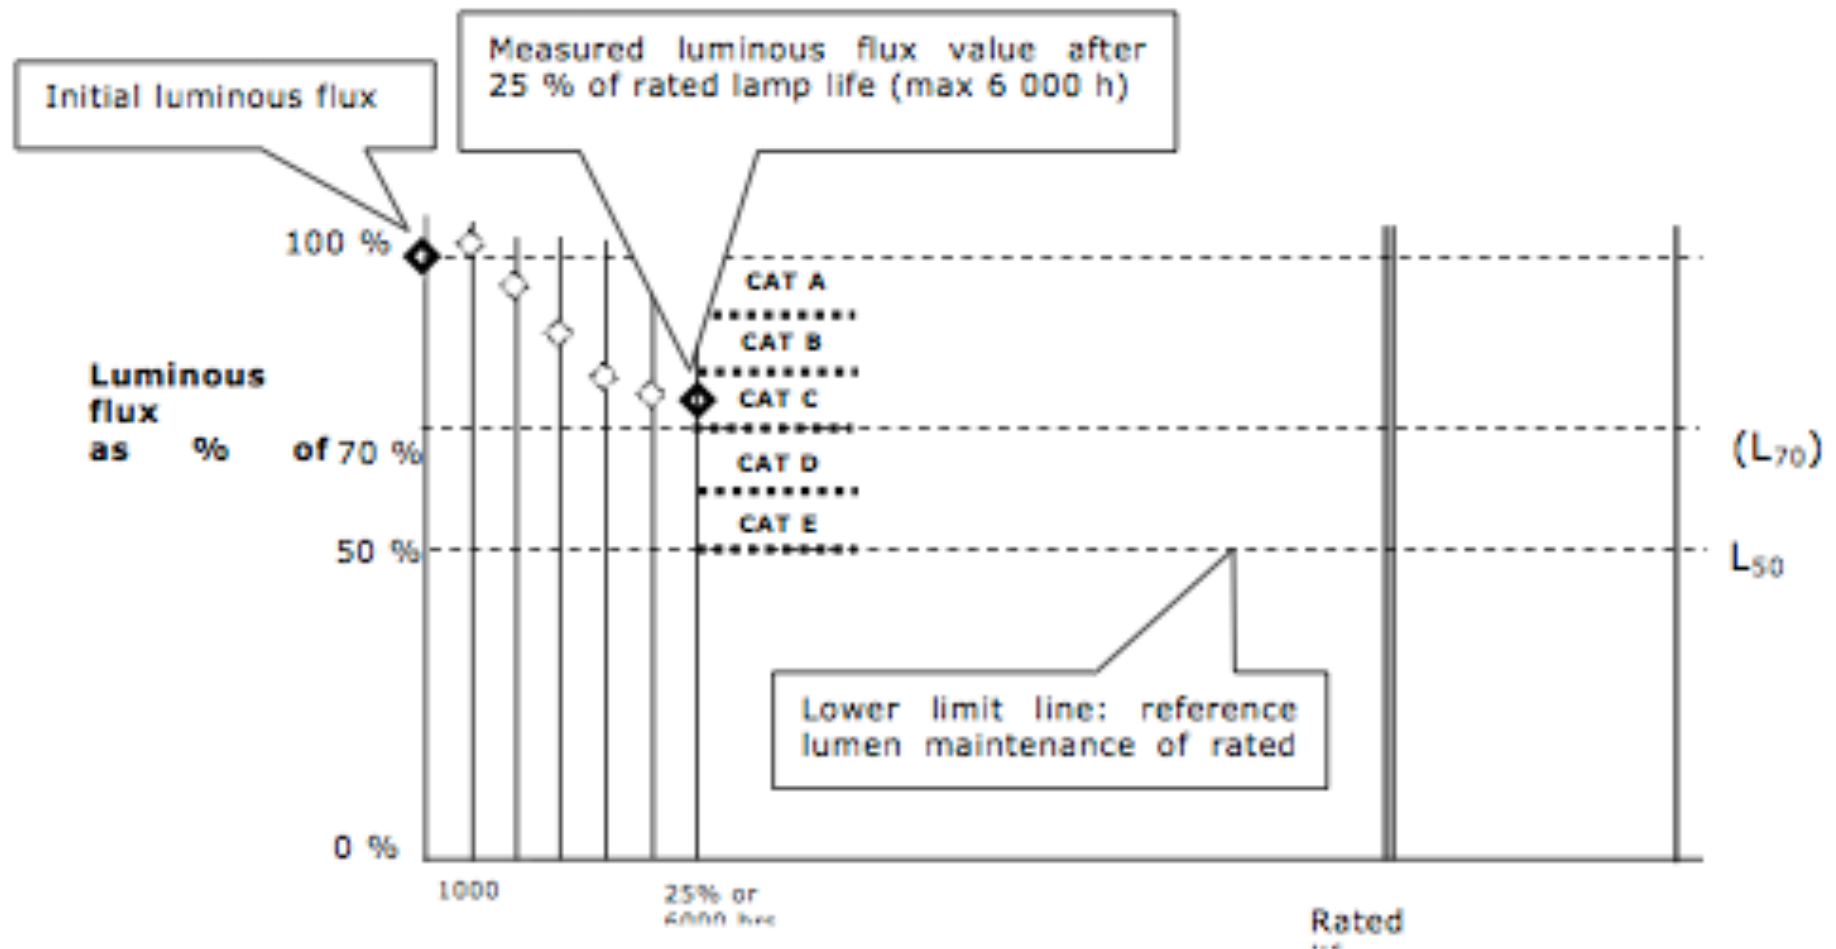 Measured luminous flux value after
25 % of rated lamp life (max 6 000 h)
Initial luminous flux
100 %
CAT A
CAT B
Luminous
flux
as % of 70 %
CAT C
(L70)
CAT D
CAT E
50 %
L50
Lower limit line: reference
lumen maintenance of rated
0 %
1000
25% or
6000 hrs
Rated